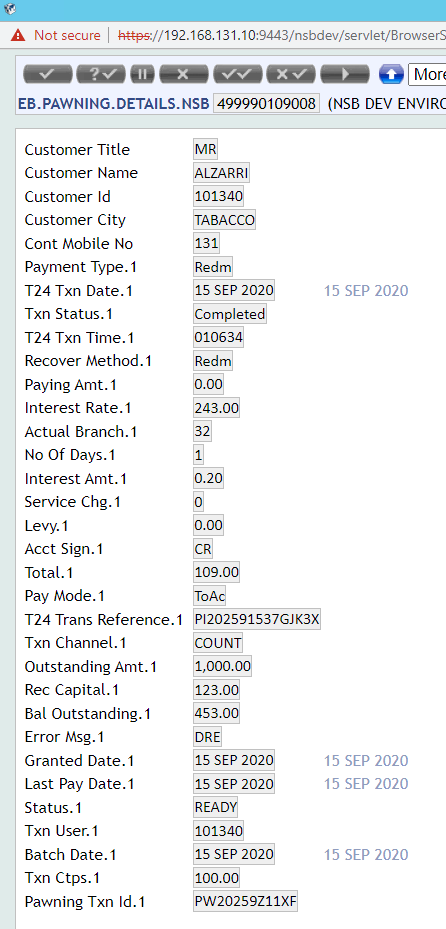 Not secure | https://192.168.131.10:9443/nsbdev/servlet/BrowserS
More
EB.PAWNING.DETAILS.NSB 499990109008 (NSB DEV ENVIRO
Customer Title MR
Customer Name ALZARRI
Customer Id 101340
Customer City TABACCO
Cont Mobile No 131
Payment Type.1 Redm
T24 Txn Date.1 15 SEP 2020 15 SEP 2020
Txn Status.1 Completed
T24 Txn Time.1 010634
Recover Method.1 Redm
Paying Amt.1 0.00
Interest Rate.1 243.00
Actual Branch.1 32
No Of Days.1 1
Interest Amt.1 0.20
Service Chg.1 0
Levy.1 0.00
Acct Sign.1 CR
Total.1 109.00
Pay Mode.1 ToAc
T24 Trans Reference.1 PI202591537GJK3X
Txn Channel.1 COUNT
Outstanding Amt.1 1,000.00
Rec Capital.1 123.00
Bal Outstanding.1 453.00
Error Msg.1 DRE
Granted Date.1 15 SEP 2020 15 SEP 2020
Last Pay Date.1 15 SEP 2020 15 SEP 2020
Status.1 READY
Txn User.1 101340
Batch Date.1 15 SEP 2020 15 SEP 2020
Txn Ctps.1 100.00
Pawning Txn Id.1 PW20259Z11XF